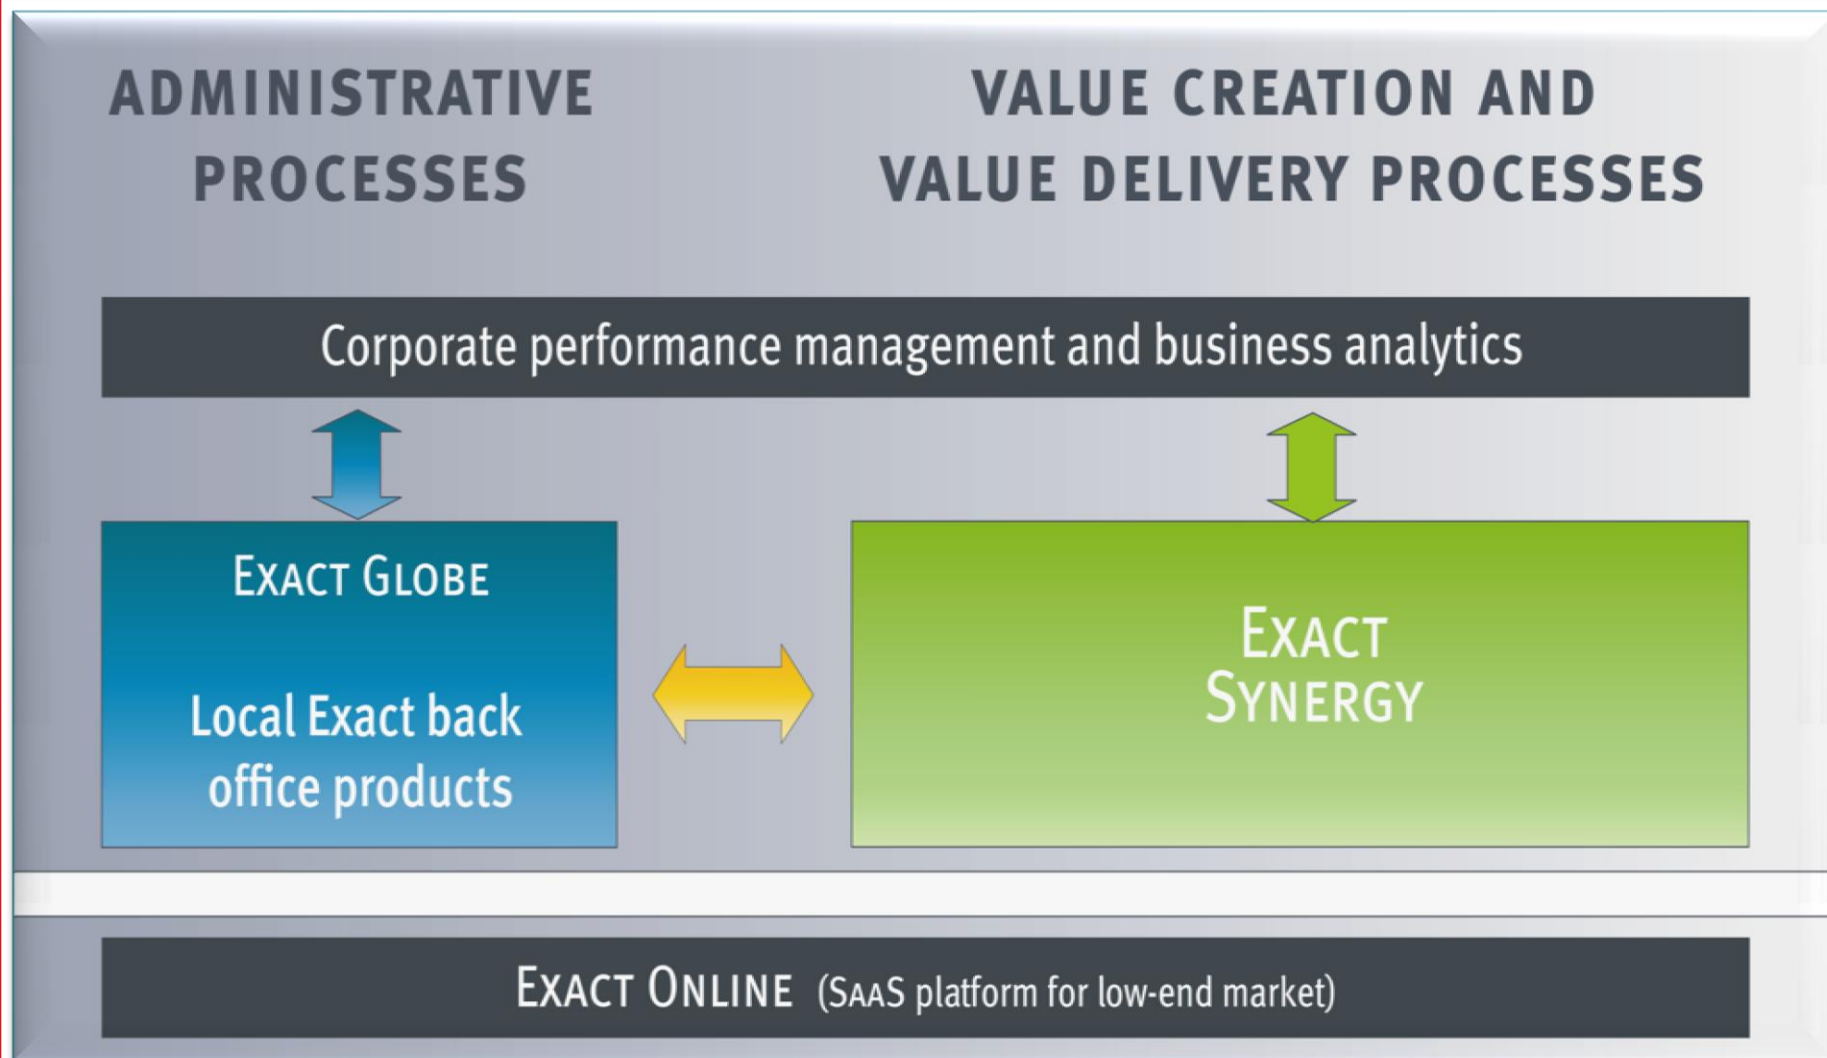 ADMINISTRATIVE
PROCESSES
VALUE CREATION AND
VALUE DELIVERY PROCESSES
Corporate performance management and business analytics
EXACT GLOBE
Local Exact back
office products
EXACT
SYNERGY
EXACT ONLINE (SAAS platform for low-end market)